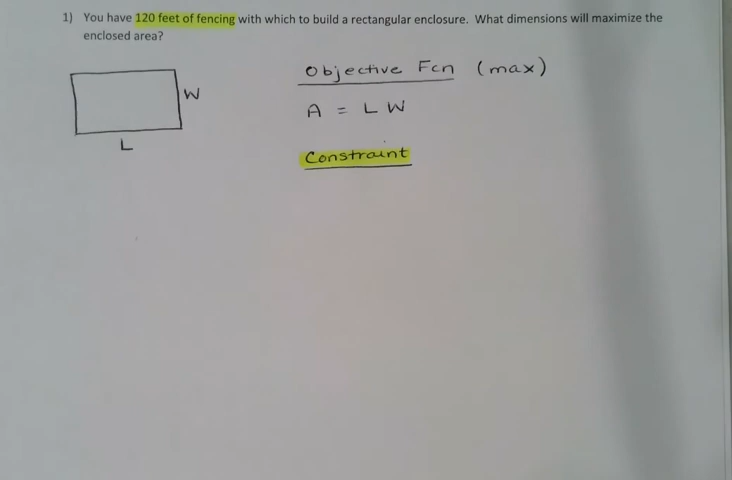 1) You have 120 feet of fencing with which to build a rectangular enclosure. What dimensions will maximize the
enclosed area?
Objective Fcn (max)
W
A = L W
L
Constraint